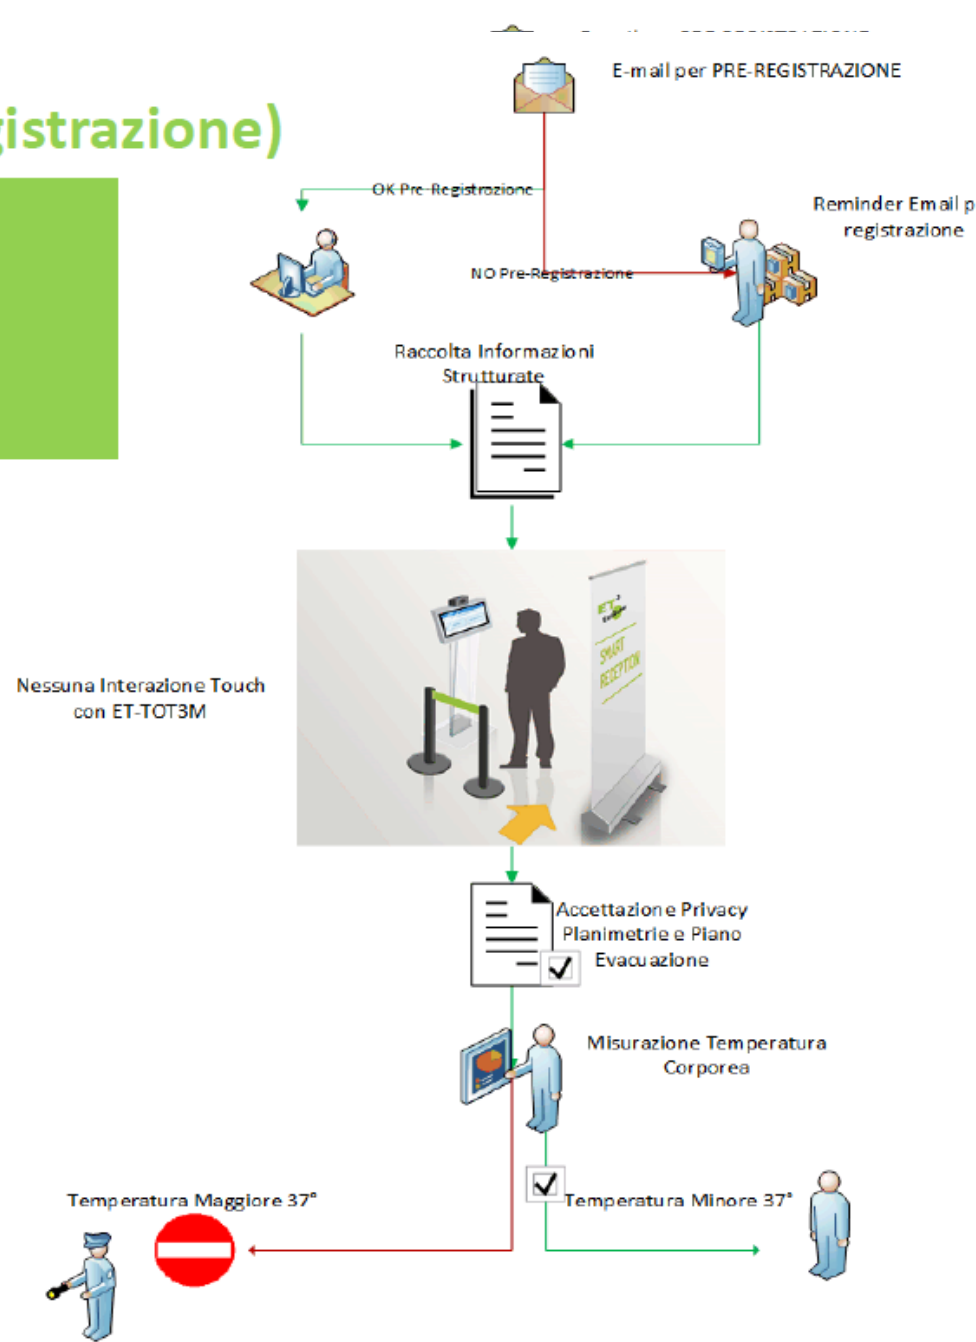 E-mail per PRE-REGISTRAZIONE
gistrazione)
OK Pre-Registrazione
Reminder Email p
registrazione
NO Pre-Registrazione
Raccolta Informazioni
Strutturate
SMART
RECEPTION
Nessuna Interazione Touch
con ET-TOT3M
Accettazione Privacy
Planimetrie e Piano
Evacuazione
Misurazione Temperatura
Corporea
Temperatura Maggiore 37°
Temperatura Minore 37°